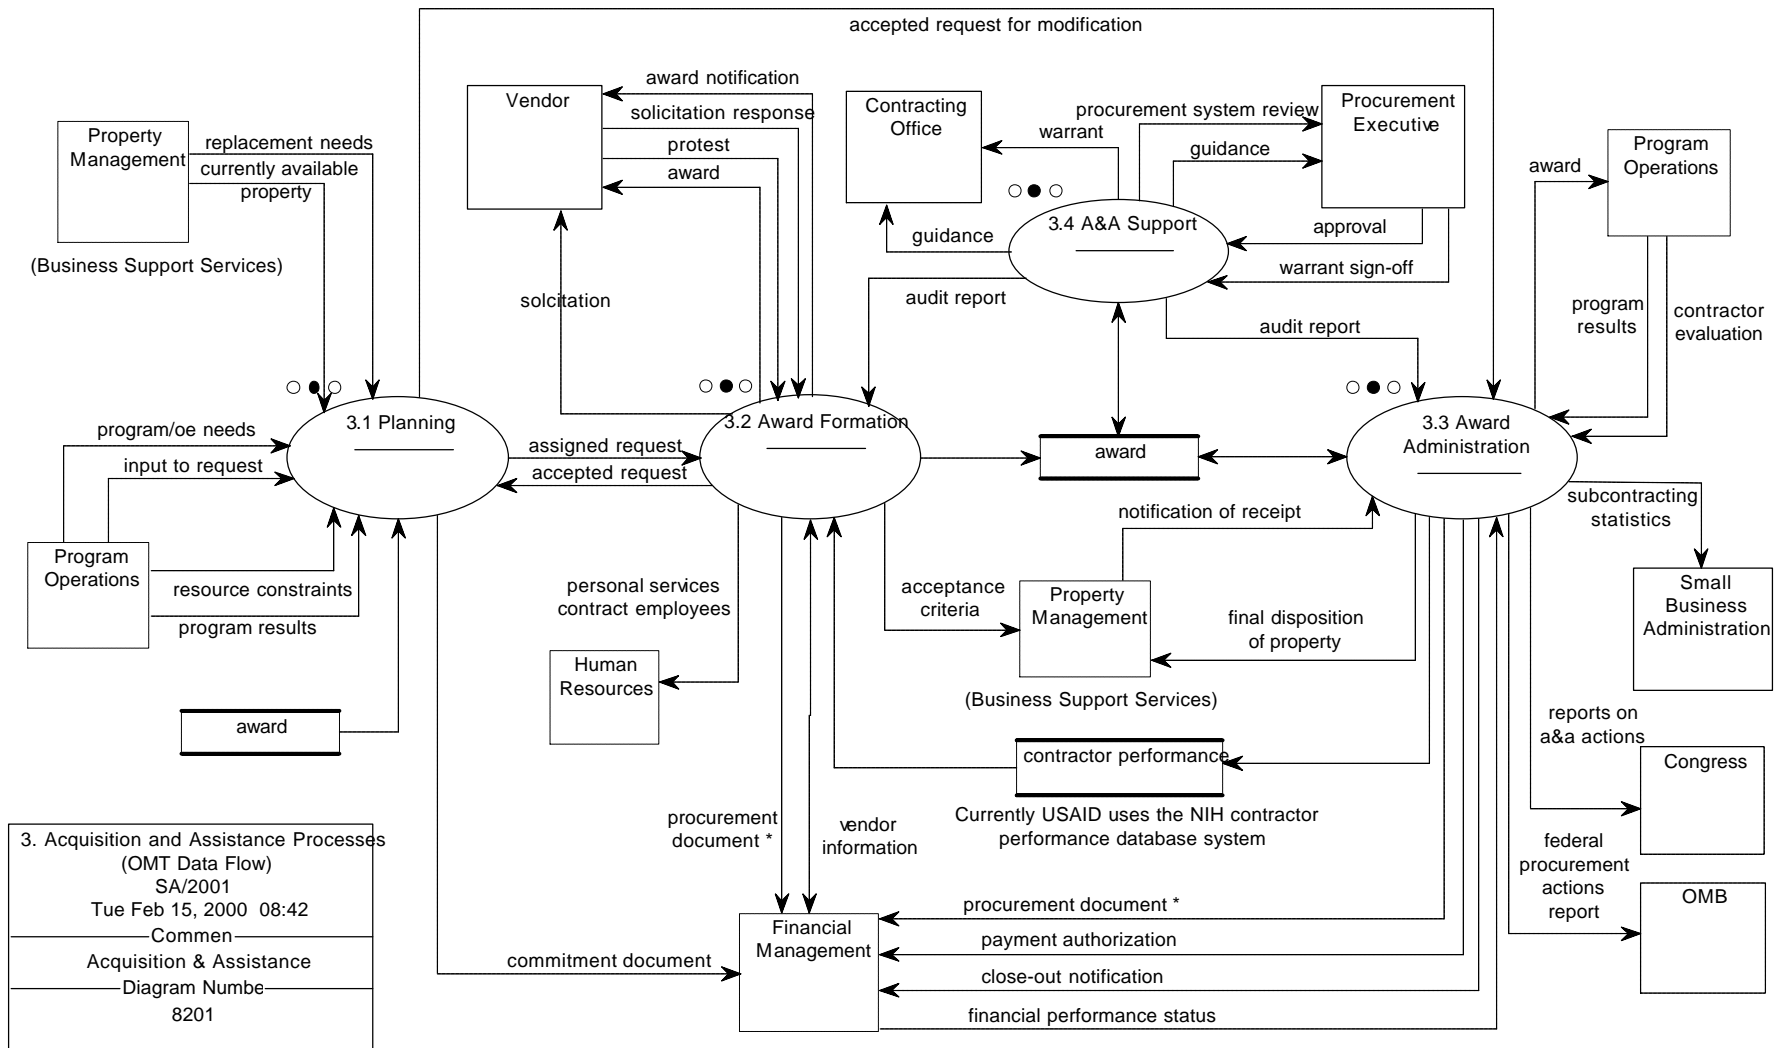 accepted request for modification
Vendor
award notification
solicitation response
protest
award
Contracting
Office
procurement system review
warrant
guidance
Procurement
Executive
Property
Management
replacement needs
currently available
property
(Business Support Services)
Program
Operations
award
3.4 A&A Support
guidance
approval
warrant sign-off
audit report
audit report
solcitation
program
results
contractor
evaluation
3.1 Planning
3.2 Award Formation
3.3 Award
Administration
program/oe needs
input to request
assigned request
accepted request
award
subcontracting
statistics
notification of receipt
Program
Operations
resource constraints
program results
personal services
contract employees
acceptance
criteria
Property
Management
final disposition
of property
Small
Business
Administration
Human
Resources
(Business Support Services)
award
contractor performance
reports on
a&a actions
Congress
Currently USAID uses the NIH contractor
performance database system
procurement
document *
vendor
information
federal
procurement
actions
report
OMB
3. Acquisition and Assistance Processes
(OMT Data Flow)
SA/2001
Tue Feb 15, 2000 08:42
Commen
Acquisition & Assistance
Diagram Numbe
8201
Financial
Management
commitment document
procurement document *
payment authorization
close-out notification
financial performance status